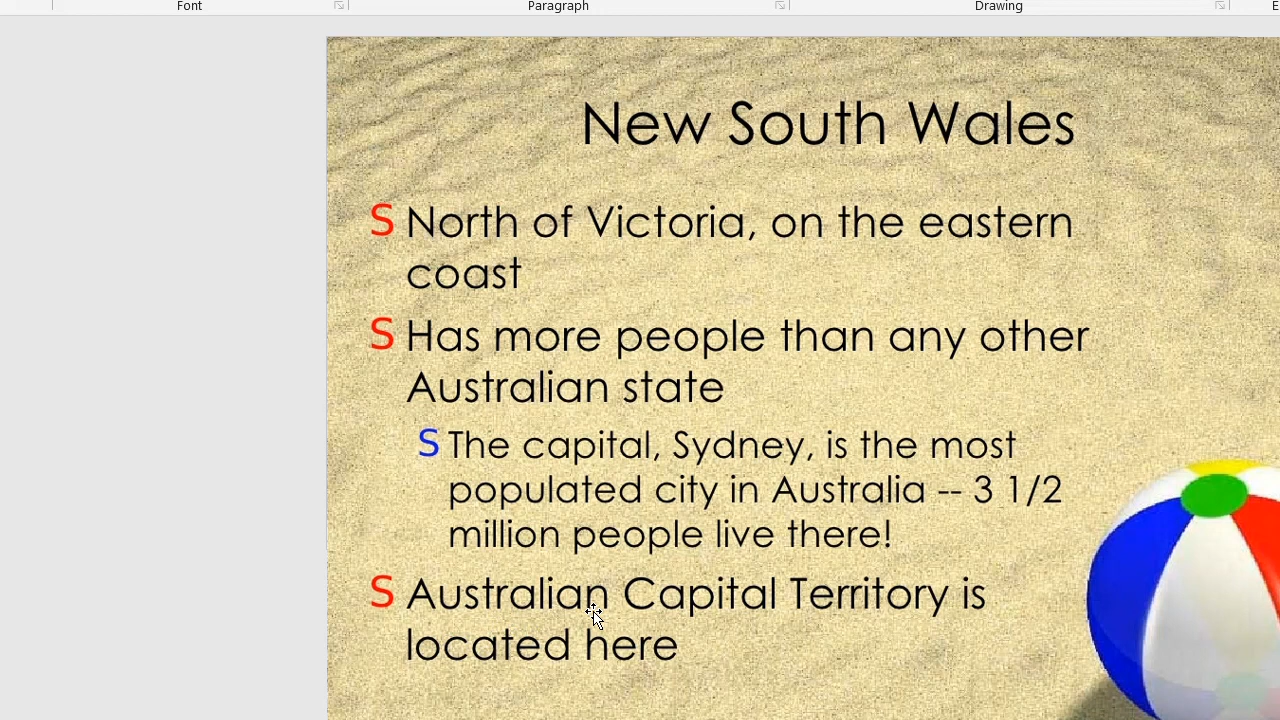 Font Paragraph Drawing E
New South Wales
S North of Victoria, on the eastern
coast
S Has more people than any other
Australian state
S The capital, Sydney, is the most
populated city in Australia -- 3 1/2
million people live there!
S Australian Capital Territory is
located here